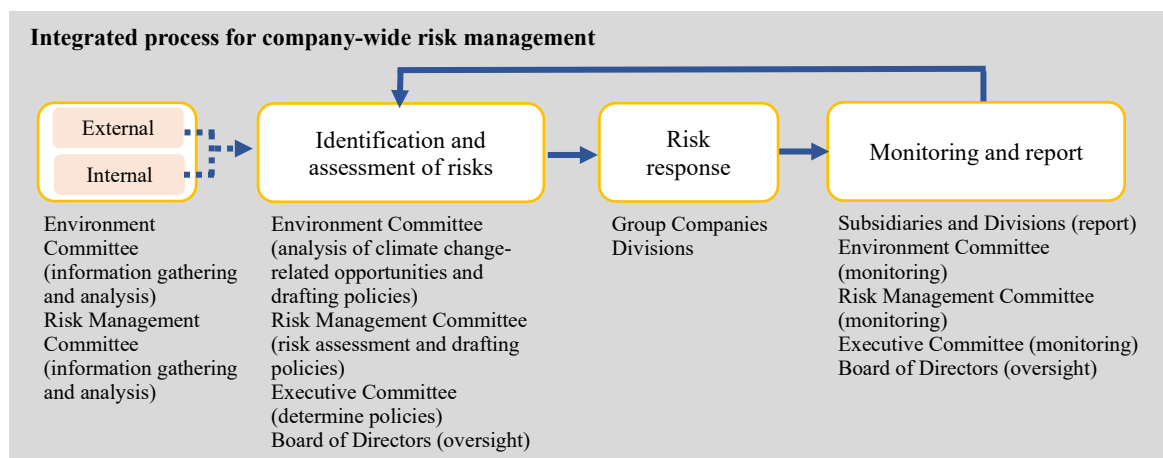 Integrated process for company-wide risk management
External
Internal
Identification and
assessment of risks
Risk
response
Monitoring and report
Environment
Committee
(information gathering
and analysis)
Risk Management
Committee
(information gathering
and analysis)
Environment Committee
(analysis of climate change-
related opportunities and
drafting policies)
Risk Management Committee
(risk assessment and drafting
policies)
Executive Committee
(determine policies)
Board of Directors (oversight)
Group Companies
Divisions
Subsidiaries and Divisions (report)
Environment Committee
(monitoring)
Risk Management Committee
(monitoring)
Executive Committee (monitoring)
Board of Directors (oversight)